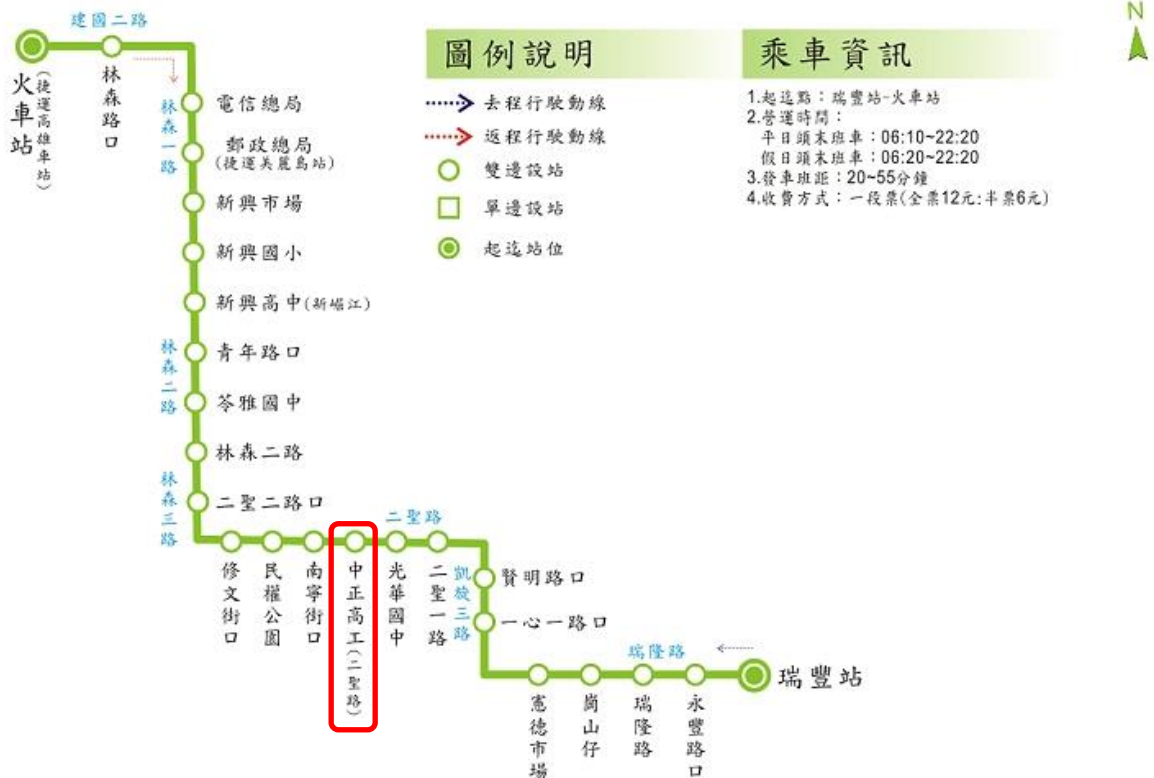 建國二路
N
火車站
(捷運高雄車站)
林森路口
圖例說明
去程行駛動線
返程行駛動線
雙邊設站
單邊設站
起迄站位
乘車資訊
1.起迄點：瑞豐站-火車站
2.營運時間：
平日頭末班車：06:10~22:20
假日頭末班車：06:20~22:20
3.發車班距：20~55分鐘
4.收費方式：一段票(全票12元:半票6元)
林森一路
電信總局
郵政總局
(捷運美麗島站)
新興市場
新興國小
新興高中(新崛江)
林森二路
青年路口
苓雅國中
林森二路
林森三路
二聖二路口
二聖路
修文街口
民權公園
南寧街口
中正高工(二聖路)
光華國中
二聖一路
凱旋三路
賢明路口
一心一路口
瑞隆路
憲德市場
崗山仔
瑞隆路
永豐路口
瑞豐站